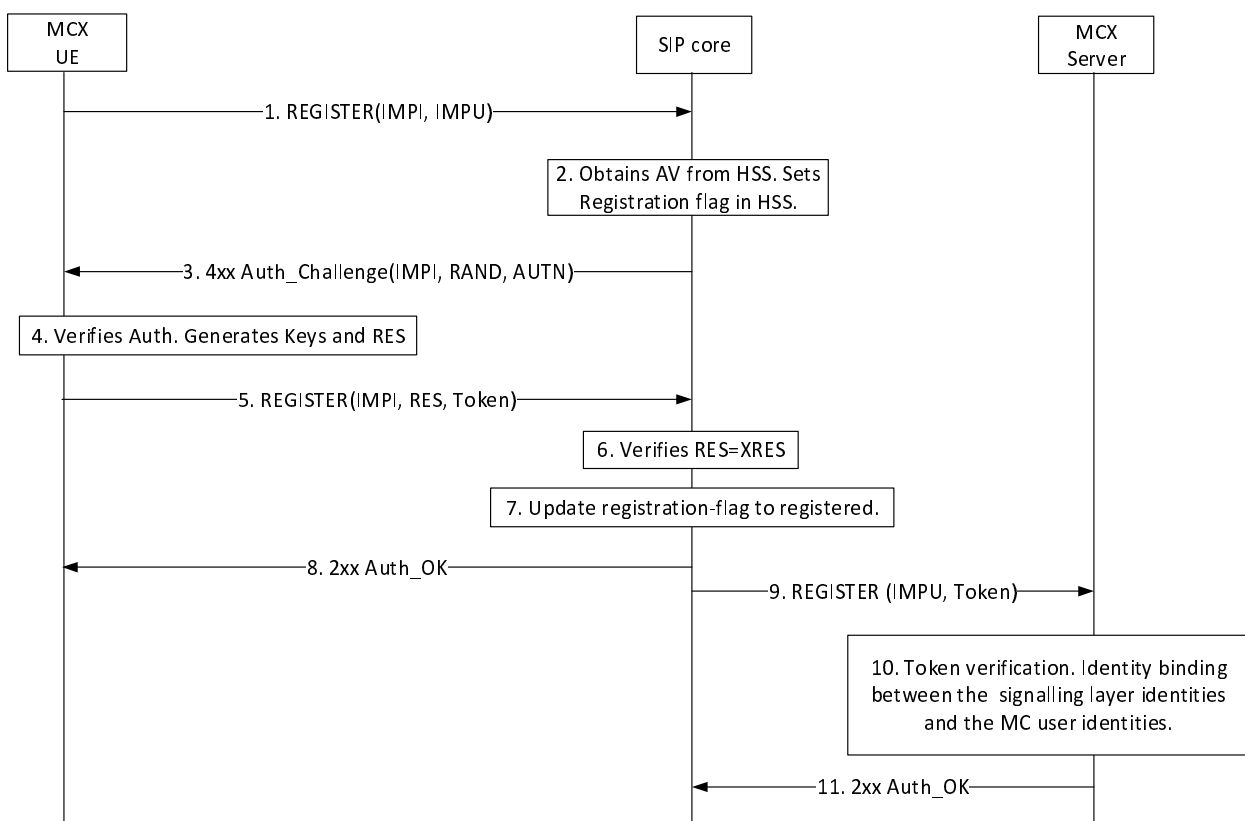 MCX
UE
SIP core
MCX
Server
1. REGISTER(IMPI, IMPU)
2. Obtains AV from HSS. Sets
Registration flag in HSS.
3. 4xx Auth_Challenge(IMPI, RAND, AUTN)
4. Verifies Auth. Generates Keys and RES
5. REGISTER(IMPI, RES, Token)
6. Verifies RES=XRES
7. Update registration-flag to registered.
8. 2xx Auth_OK
9. REGISTER (IMPU, Token)
10. Token verification. Identity binding
between the signalling layer identities
and the MC user identities.
11. 2xx Auth_OK